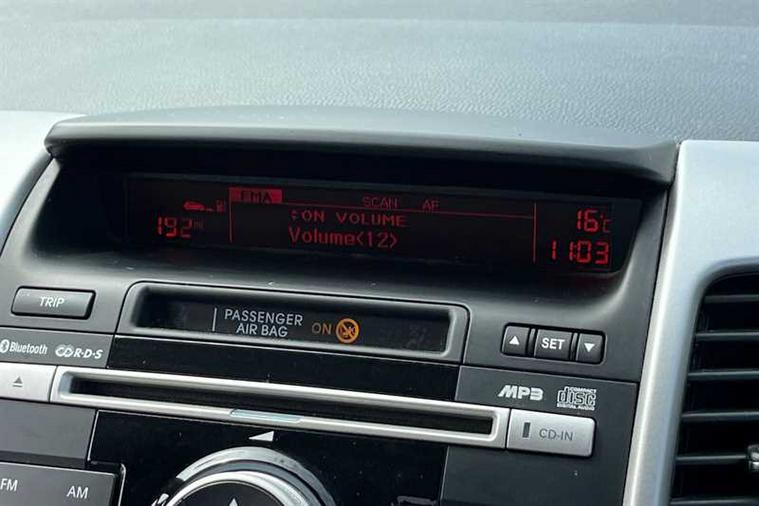 FMA SCAN AF
192 mi
ON VOLUME
Volume<12>
16°C
11:03
TRIP
PASSENGER
AIR BAG
ON
SET
Bluetooth
R·D·S
MP3
COMPACT
disc
DIGITAL AUDIO
CD-IN
FM
AM